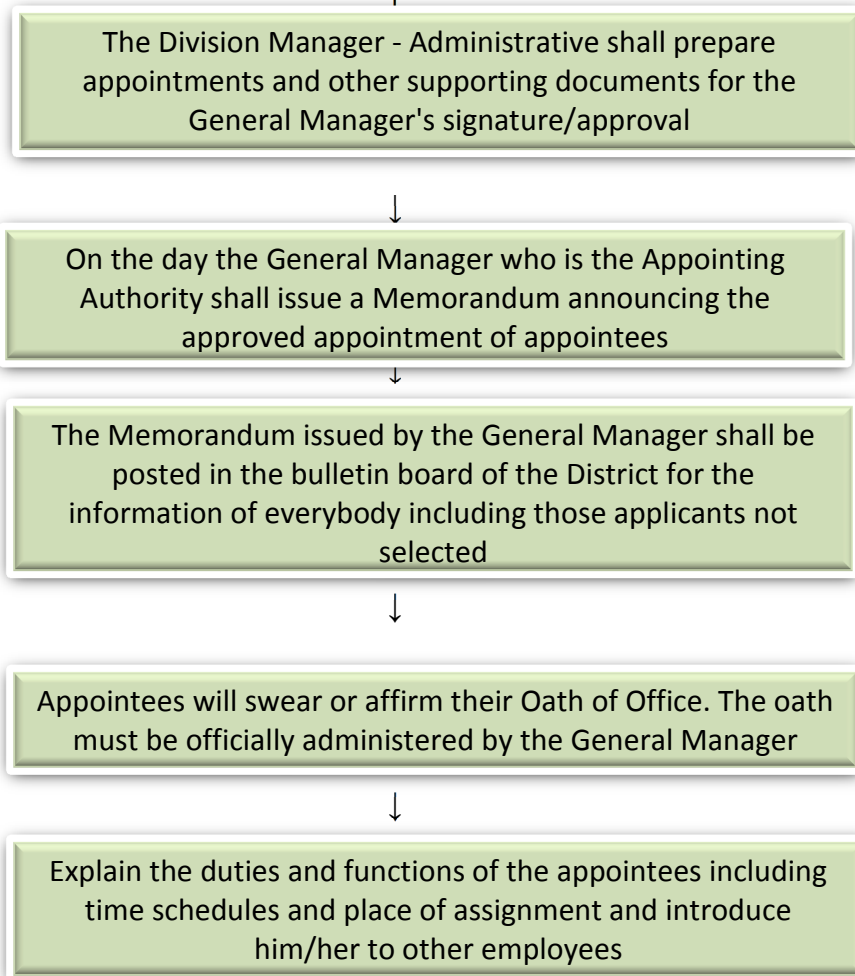 The Division Manager - Administrative shall prepare
appointments and other supporting documents for the
General Manager's signature/approval
↓
On the day the General Manager who is the Appointing
Authority shall issue a Memorandum announcing the
approved appointment of appointees
↓
The Memorandum issued by the General Manager shall be
posted in the bulletin board of the District for the
information of everybody including those applicants not
selected
↓
Appointees will swear or affirm their Oath of Office. The oath
must be officially administered by the General Manager
↓
Explain the duties and functions of the appointees including
time schedules and place of assignment and introduce
him/her to other employees